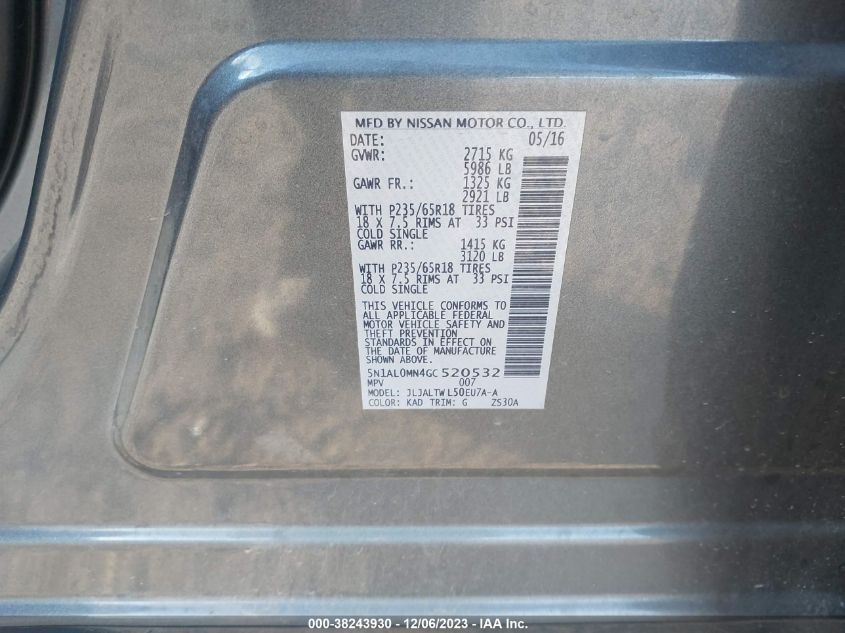 MFD BY NISSAN MOTOR CO., LTD.
DATE: 05/16
GVWR: 2715 KG
5986 LB
GAWR FR.: 1325 KG
2921 LB
WITH P235/65R18 TIRES
18 X 7.5 RIMS AT 33 PSI
COLD SINGLE
GAWR RR.: 1415 KG
3120 LB
WITH P235/65R18 TIRES
18 X 7.5 RIMS AT 33 PSI
COLD SINGLE
THIS VEHICLE CONFORMS TO
ALL APPLICABLE FEDERAL
MOTOR VEHICLE SAFETY AND
THEFT PREVENTION
STANDARDS IN EFFECT ON
THE DATE OF MANUFACTURE
SHOWN ABOVE.
5N1AL0MN4GC 520532
MPV 007
MODEL: JLJALTWL50EU7A-A
COLOR: KAD TRIM: G ZS30A
000-38243930 - 12/06/2023 - IAA Inc.